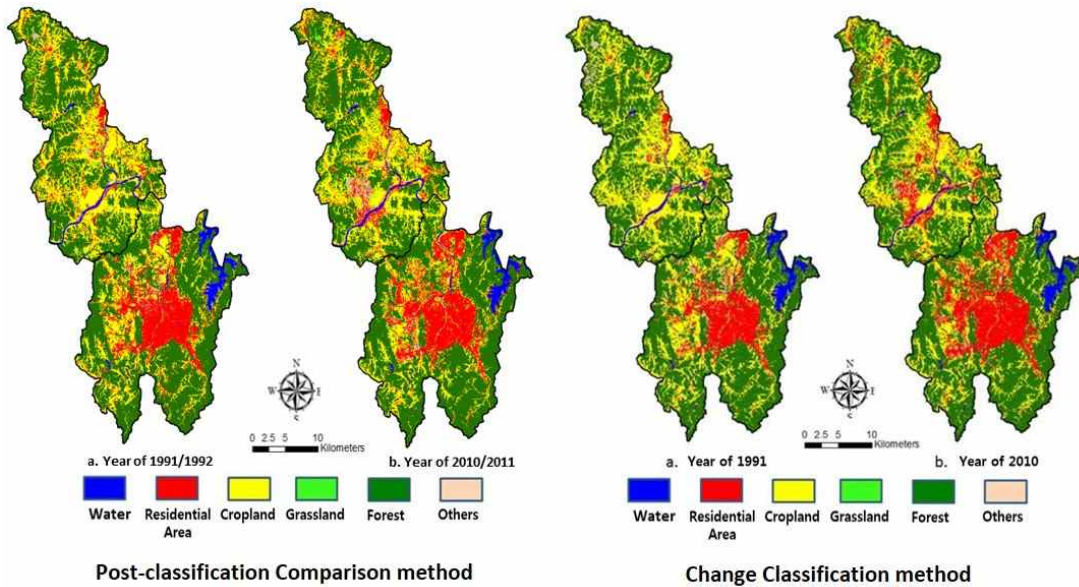 N
W
E
S
0 2.5 5 10
Kilometers
a. Year of 1991/1992
b. Year of 2010/2011
Water
Residential
Area
Cropland
Grassland
Forest
Others
Post-classification Comparison method
N
W
E
S
0 2.5 5 10
Kilometers
a. Year of 1991
b. Year of 2010
Water
Residential
Area
Cropland
Grassland
Forest
Others
Change Classification method